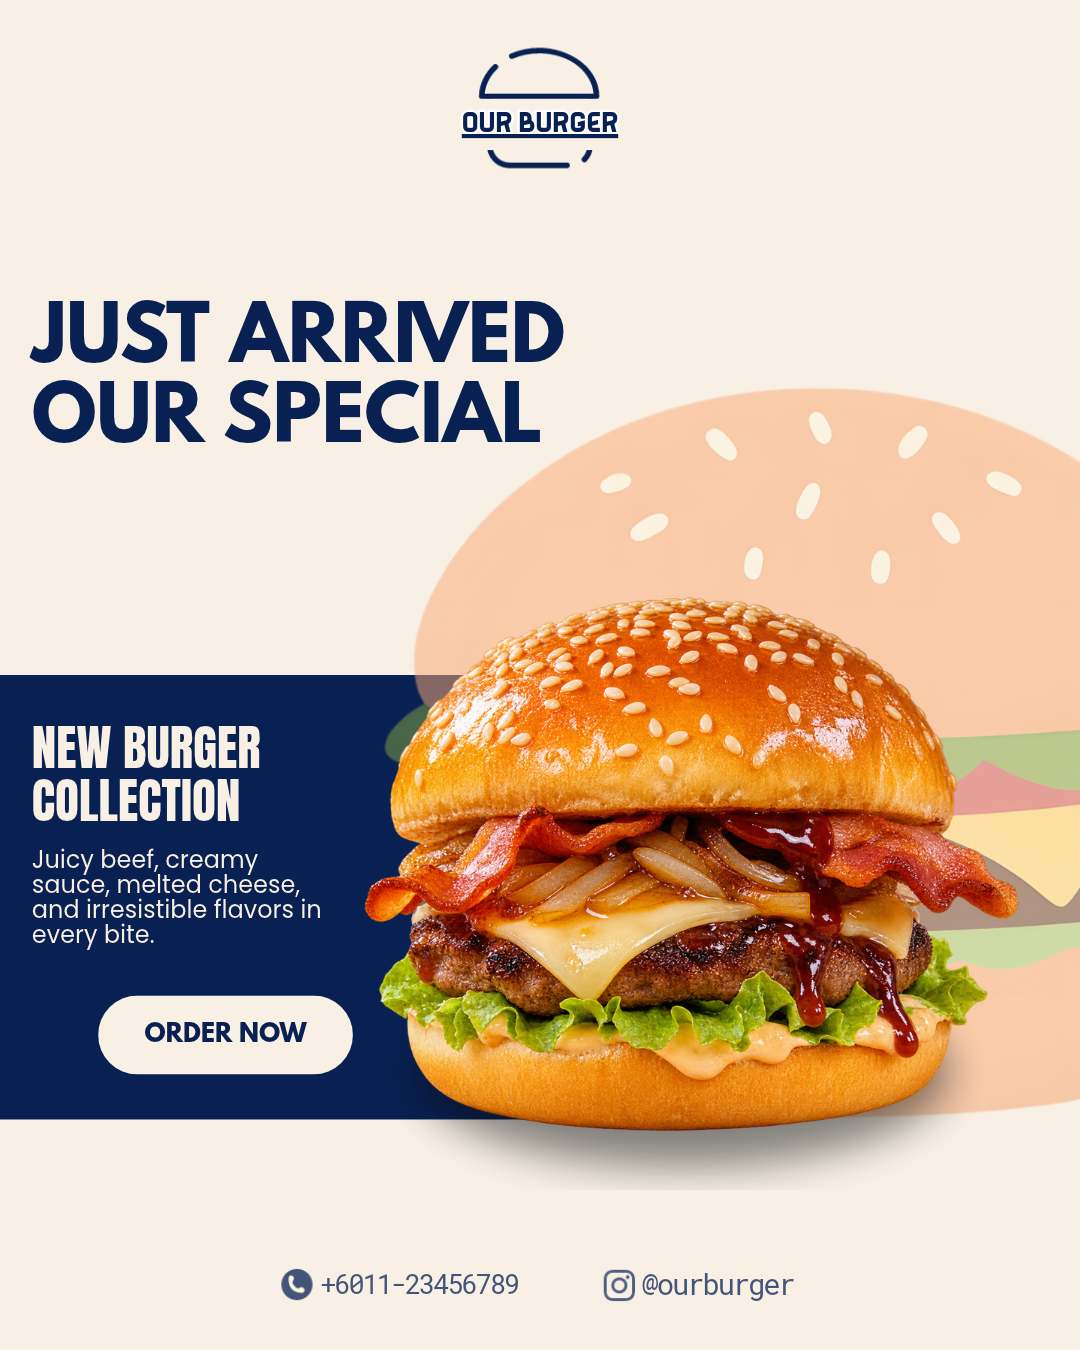 OUR BURGER
JUST ARRIVED
OUR SPECIAL
NEW BURGER
COLLECTION
Juicy beef, creamy
sauce, melted cheese,
and irresistible flavors in
every bite.
ORDER NOW
+6011-23456789
@ourburger